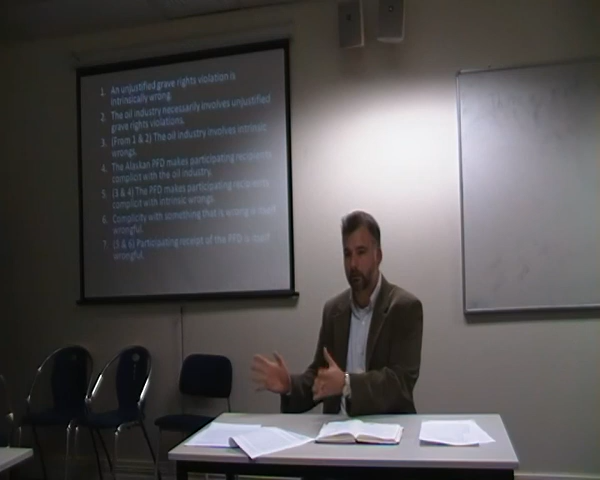 1. An unjustified grave rights violation is
intrinsically wrong.
2. The oil industry necessarily involves unjustified
grave rights violations.
3. (From 1 & 2) The oil industry involves intrinsic
wrongs.
4. The Alaskan PFD makes participating recipients
complicit with the oil industry.
5. (3 & 4) The PFD makes participating recipients
complicit with intrinsic wrongs.
6. Complicity with something that is wrong is itself
wrongful.
7. (5 & 6) Participating receipt of the PFD is itself
wrongful.